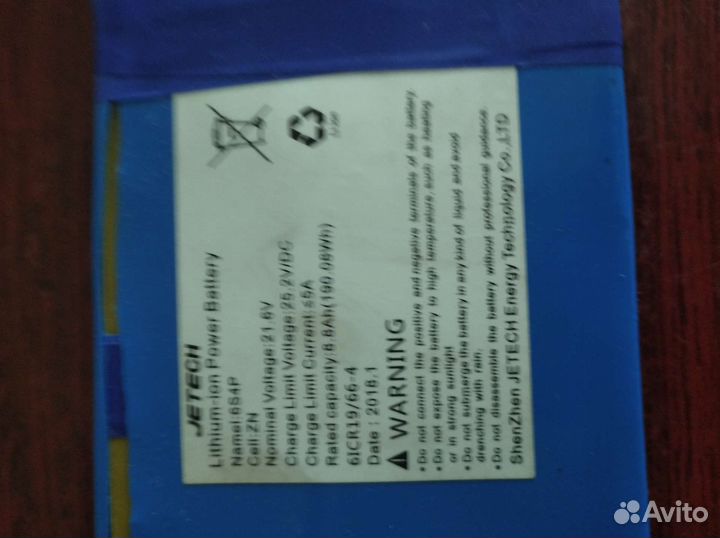 JETECH
Lithium-ion Power Battery
Name:6S4P
Cell:ZN
Nominal Voltage:21.6V
Charge Limit Voltage:25.2V/DC
Charge Limit Current:≤5A
Rated capacity:8.8Ah(190.08Wh)
6ICR19/66-4
Date: 2018.1
WARNING
• Do not connect the positive and negative terminals of the battery
• Do not expose the battery to high temperature, such as heating
or in strong sunlight
• Do not submerge the battery in any kind of liquid and avoid
drenching with rain.
• Do not disassemble the battery without professional guidance.
ShenZhen JETECH Energy Technology Co.,LTD
Li-ion
Avito